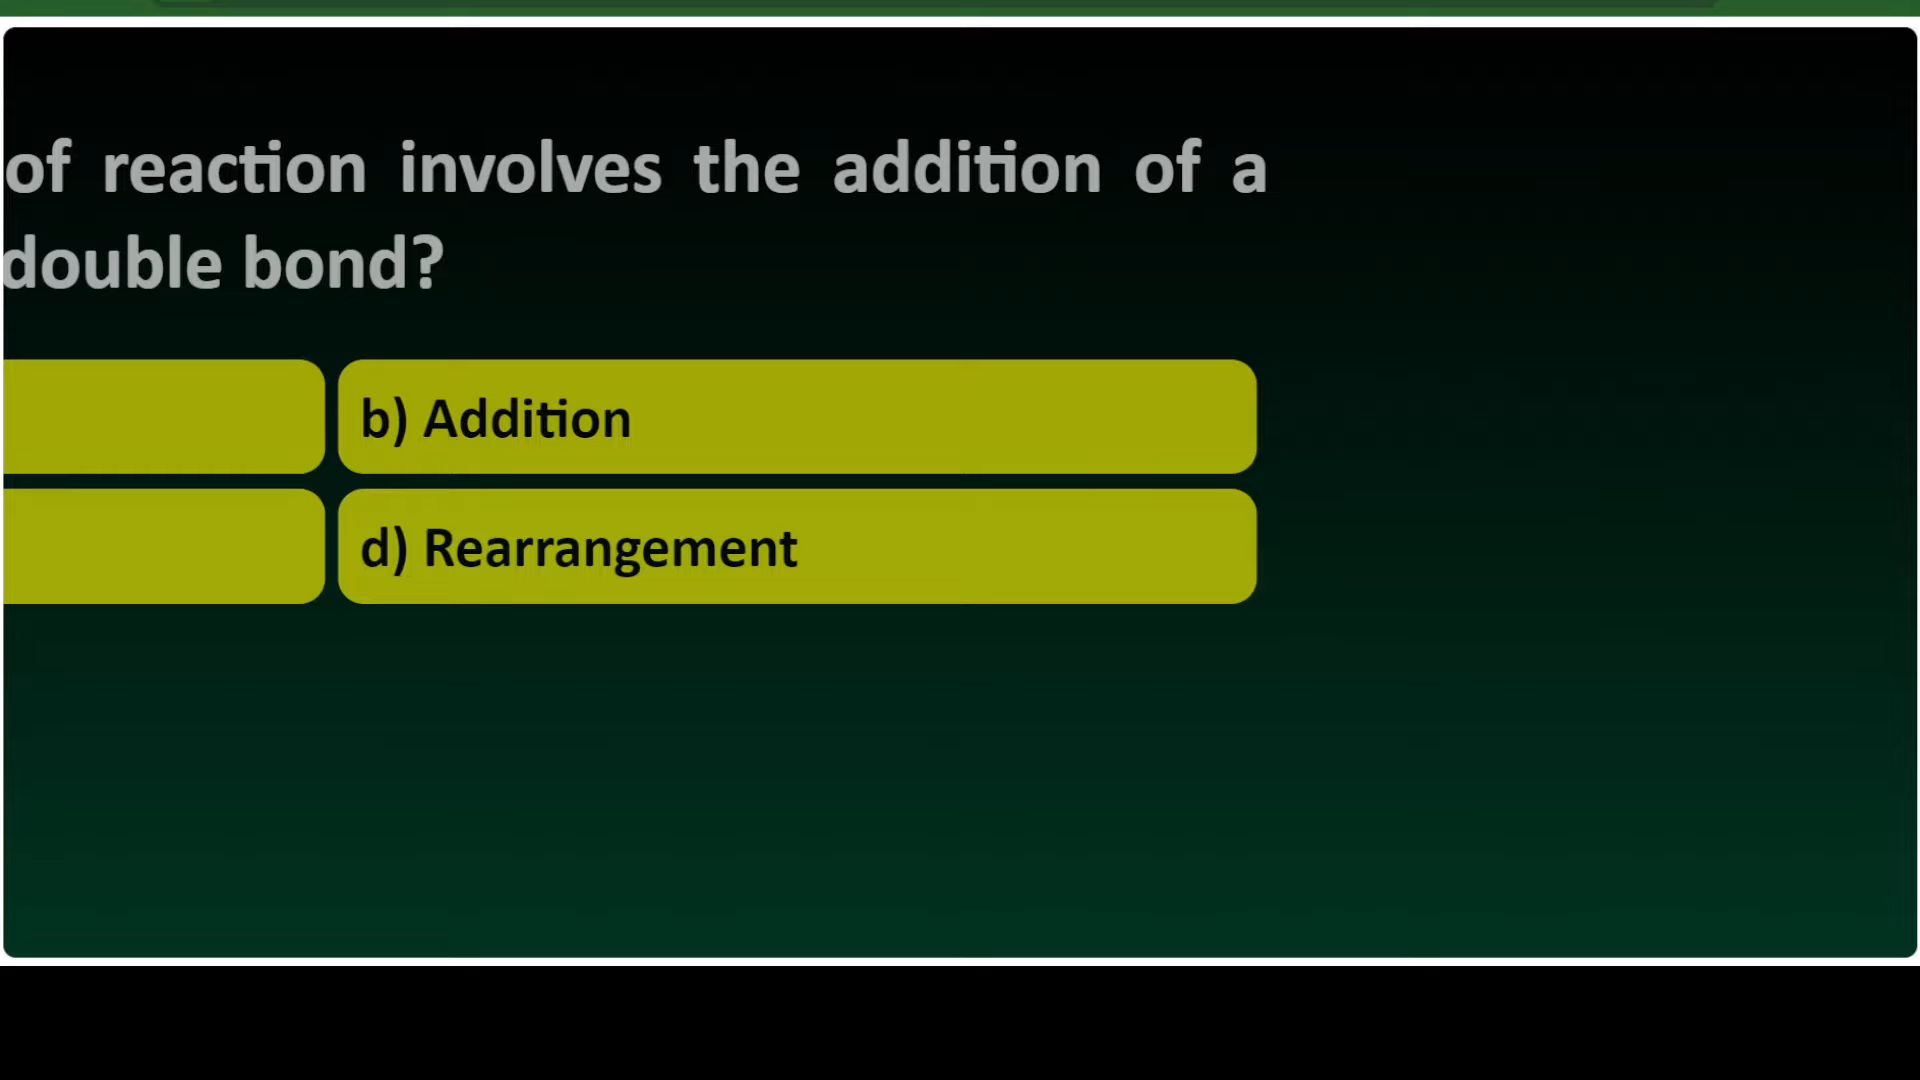 of reaction involves the addition of a
double bond?
b) Addition
d) Rearrangement